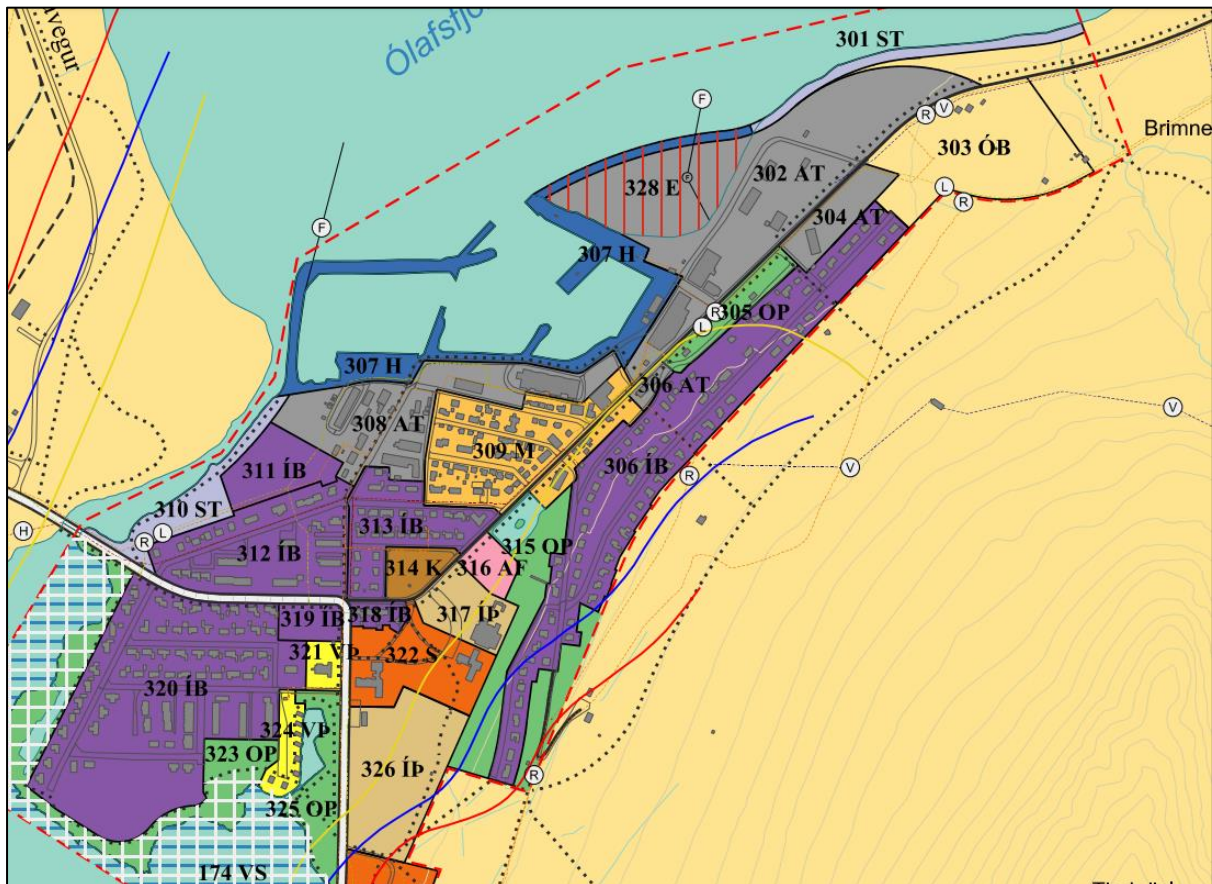 avegur
Ólafsfj
301 ST
F
R
V
Brimne
303 ÓB
302 AT
328 E
F
L
R
304 AT
F
307 H
R
305 OP
L
307 H
306 AT
308 AT
V
309 M
306 ÍB
V
311 ÍB
R
310 ST
H
R
L
313 ÍB
315 OP
312 ÍB
314 K
316 AF
317 ÍÞ
319 ÍB
318 ÍB
321 VÞ
322 S
320 ÍB
324 VÞ
323 OP
326 ÍÞ
R
325 OP
174 VS